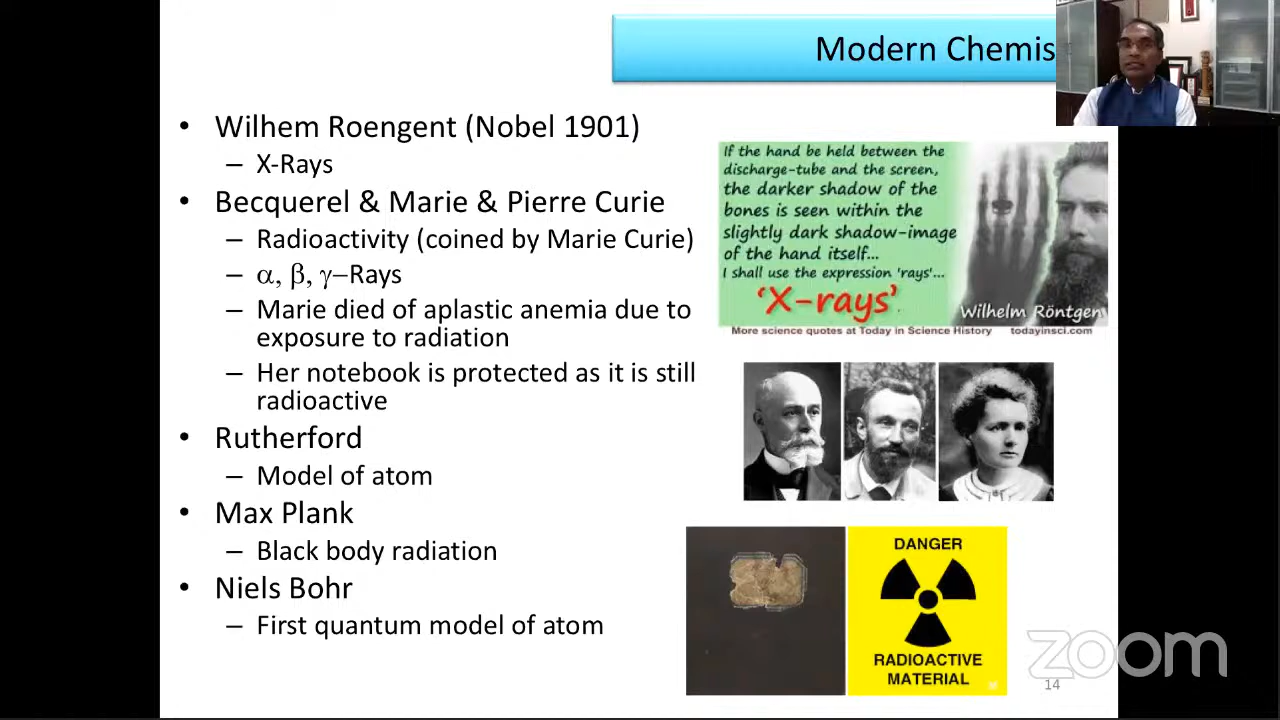 Modern Chemis
• Wilhem Roengent (Nobel 1901)
– X-Rays
• Becquerel & Marie & Pierre Curie
– Radioactivity (coined by Marie Curie)
– α, β, γ–Rays
– Marie died of aplastic anemia due to
exposure to radiation
– Her notebook is protected as it is still
radioactive
• Rutherford
– Model of atom
• Max Plank
– Black body radiation
• Niels Bohr
– First quantum model of atom
If the hand be held between the
discharge-tube and the screen,
the darker shadow of the
bones is seen within the
slightly dark shadow-image
of the hand itself...
I shall use the expression 'rays'...
'X-rays'
Wilhelm Röntgen
More science quotes at Today in Science History todayinsci.com
DANGER
RADIOACTIVE
MATERIAL
zoom
14